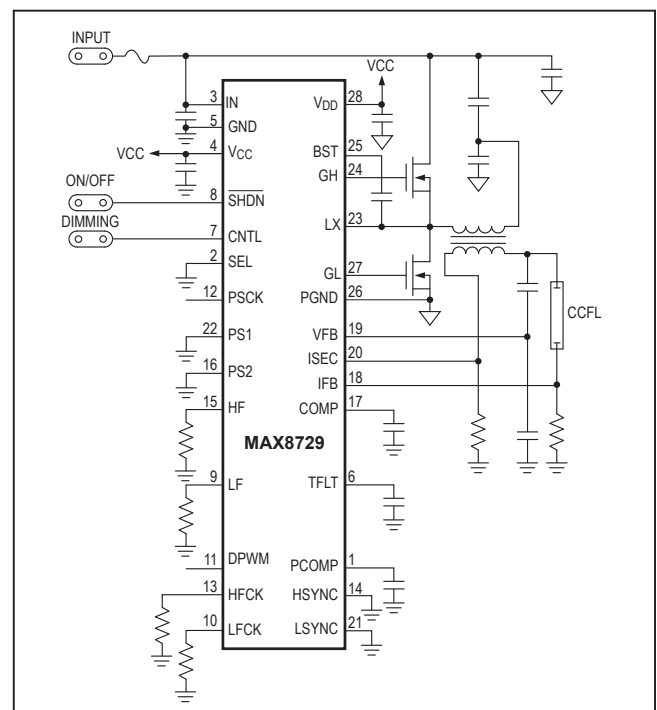 INPUT
VCC
3
IN
VDD
28
5
GND
BST
25
VCC
4
VCC
GH
24
ON/OFF
8
SHDN
LX
23
DIMMING
7
CNTL
2
SEL
GL
27
12
PSCK
PGND
26
CCFL
22
PS1
VFB
19
16
PS2
ISEC
20
15
HF
IFB
18
COMP
17
MAX8729
9
LF
TFLT
6
11
DPWM
PCOMP
1
13
HFCK
HSYNC
14
10
LFCK
LSYNC
21